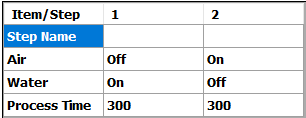 Item/Step 1 2
Step Name
Air Off On
Water On Off
Process Time 300 300